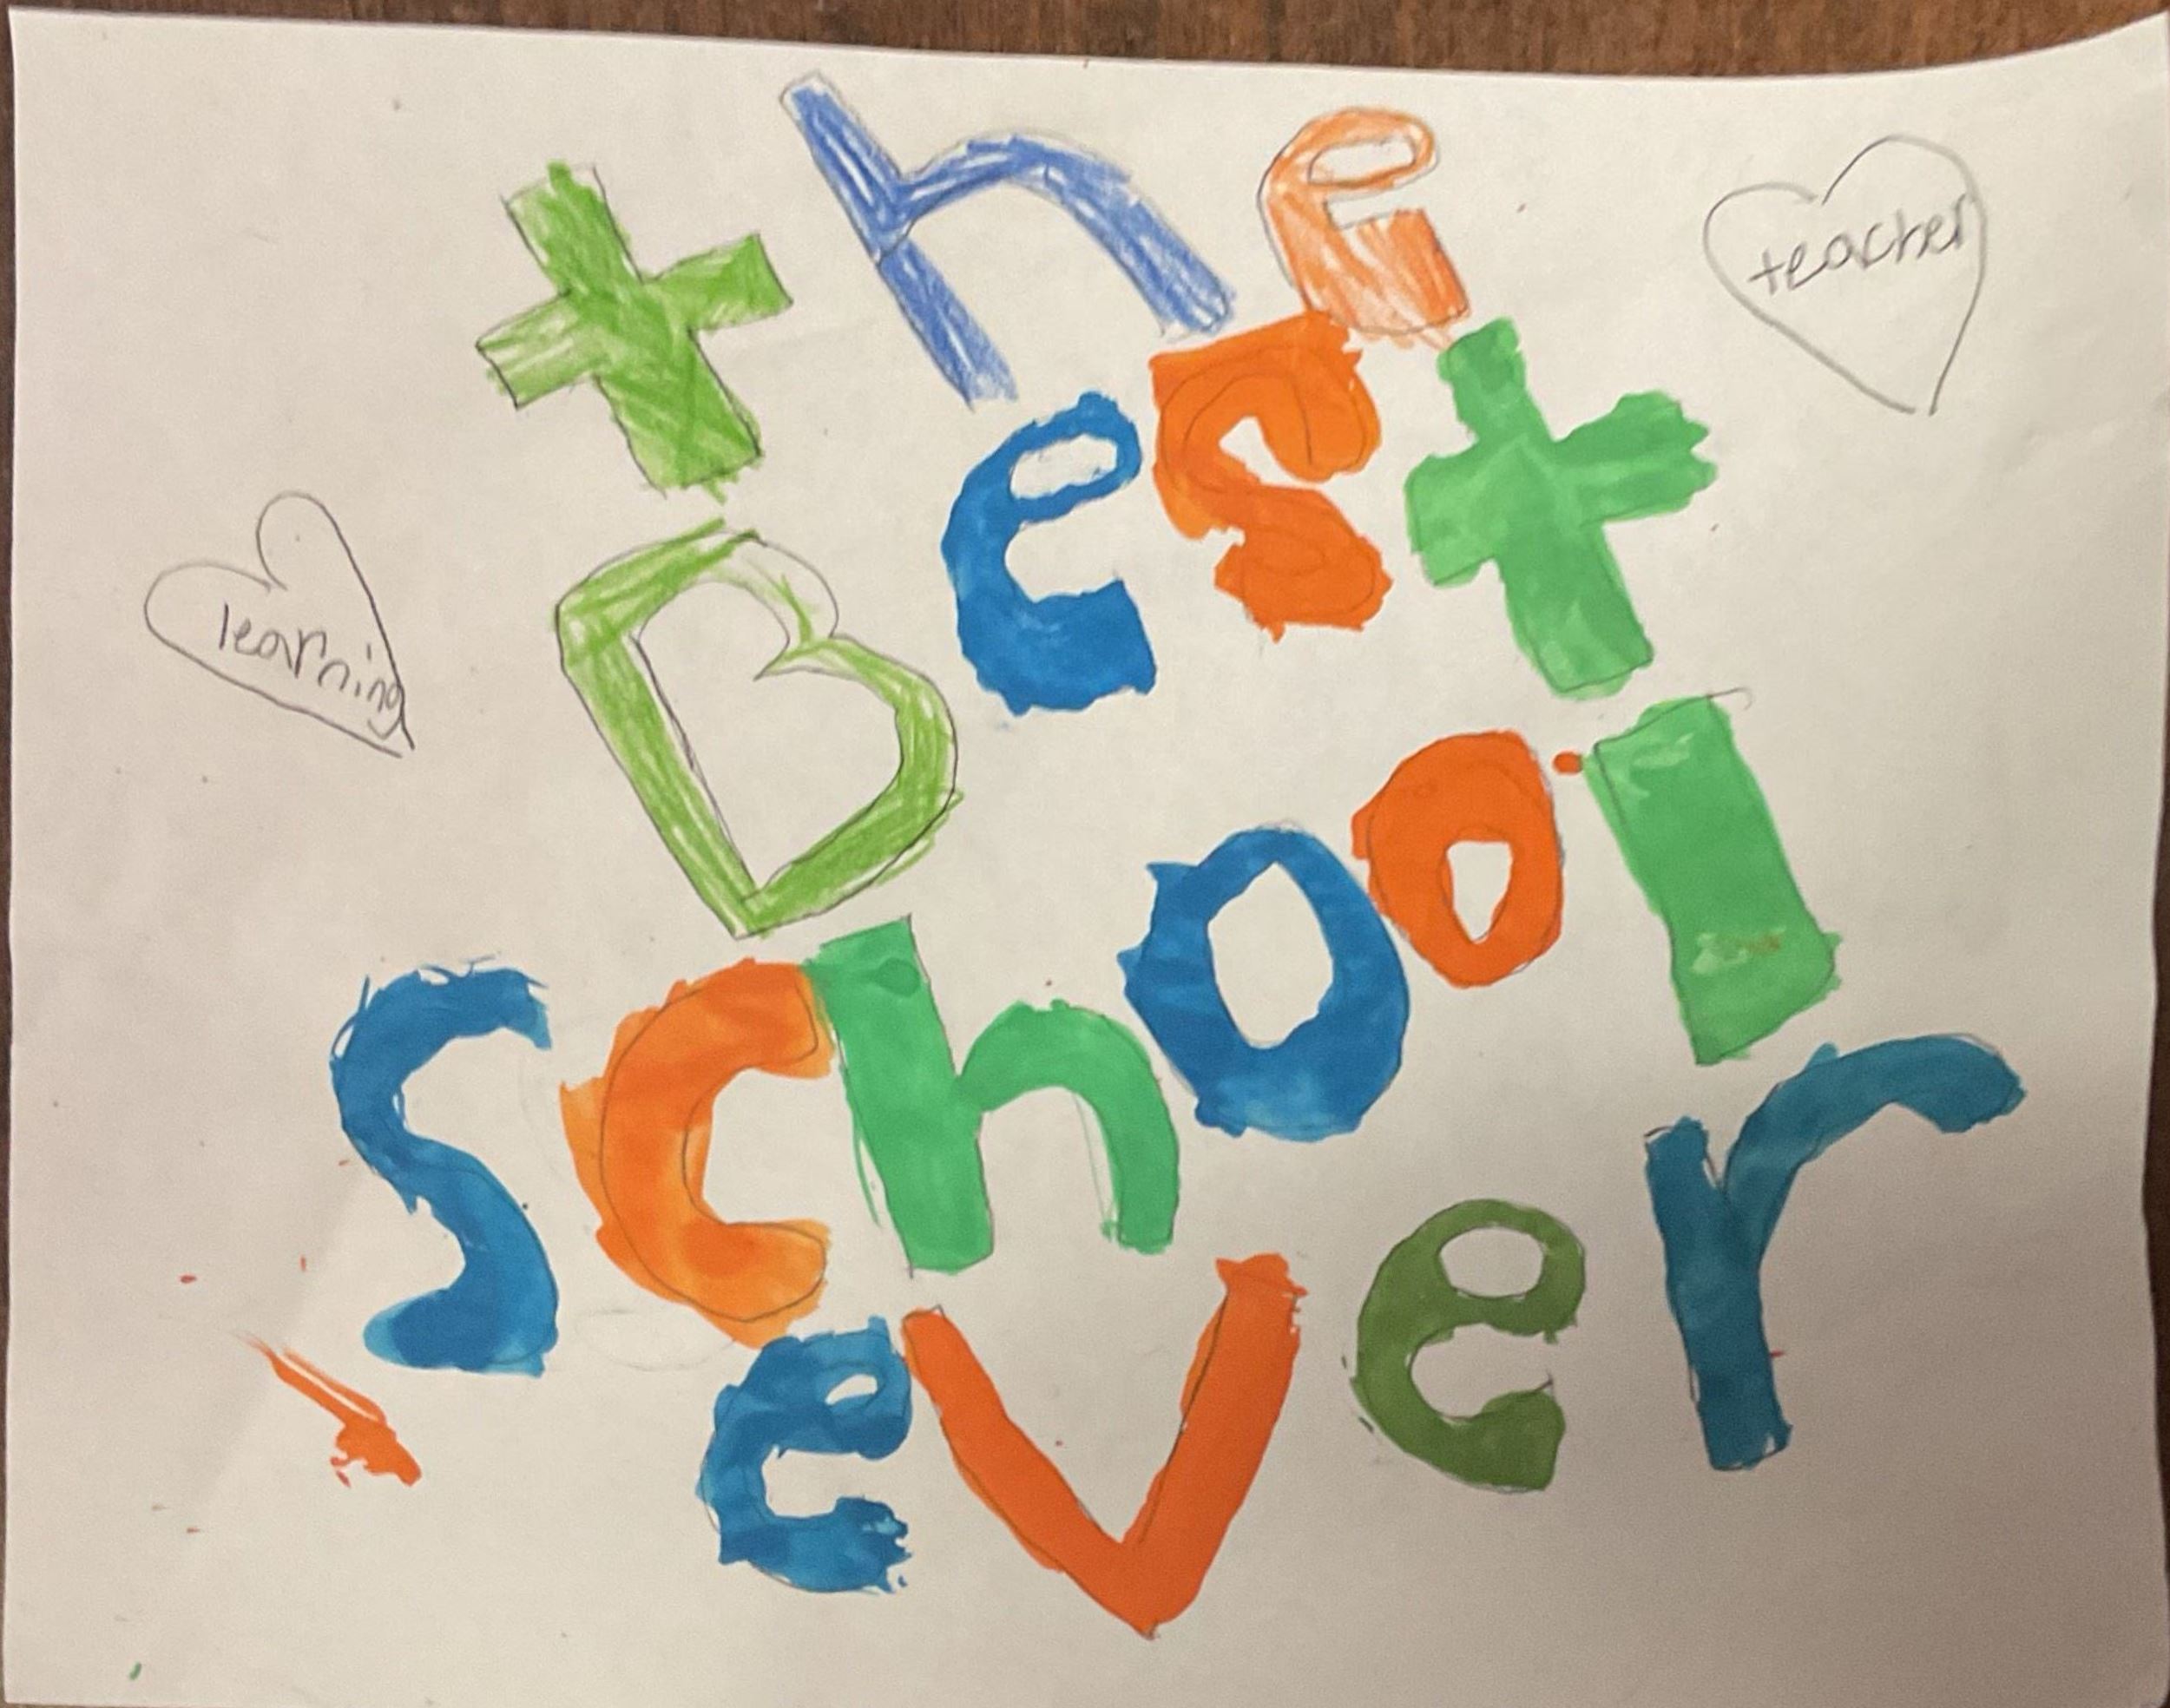 the
teacher
Best
learning
school
ever